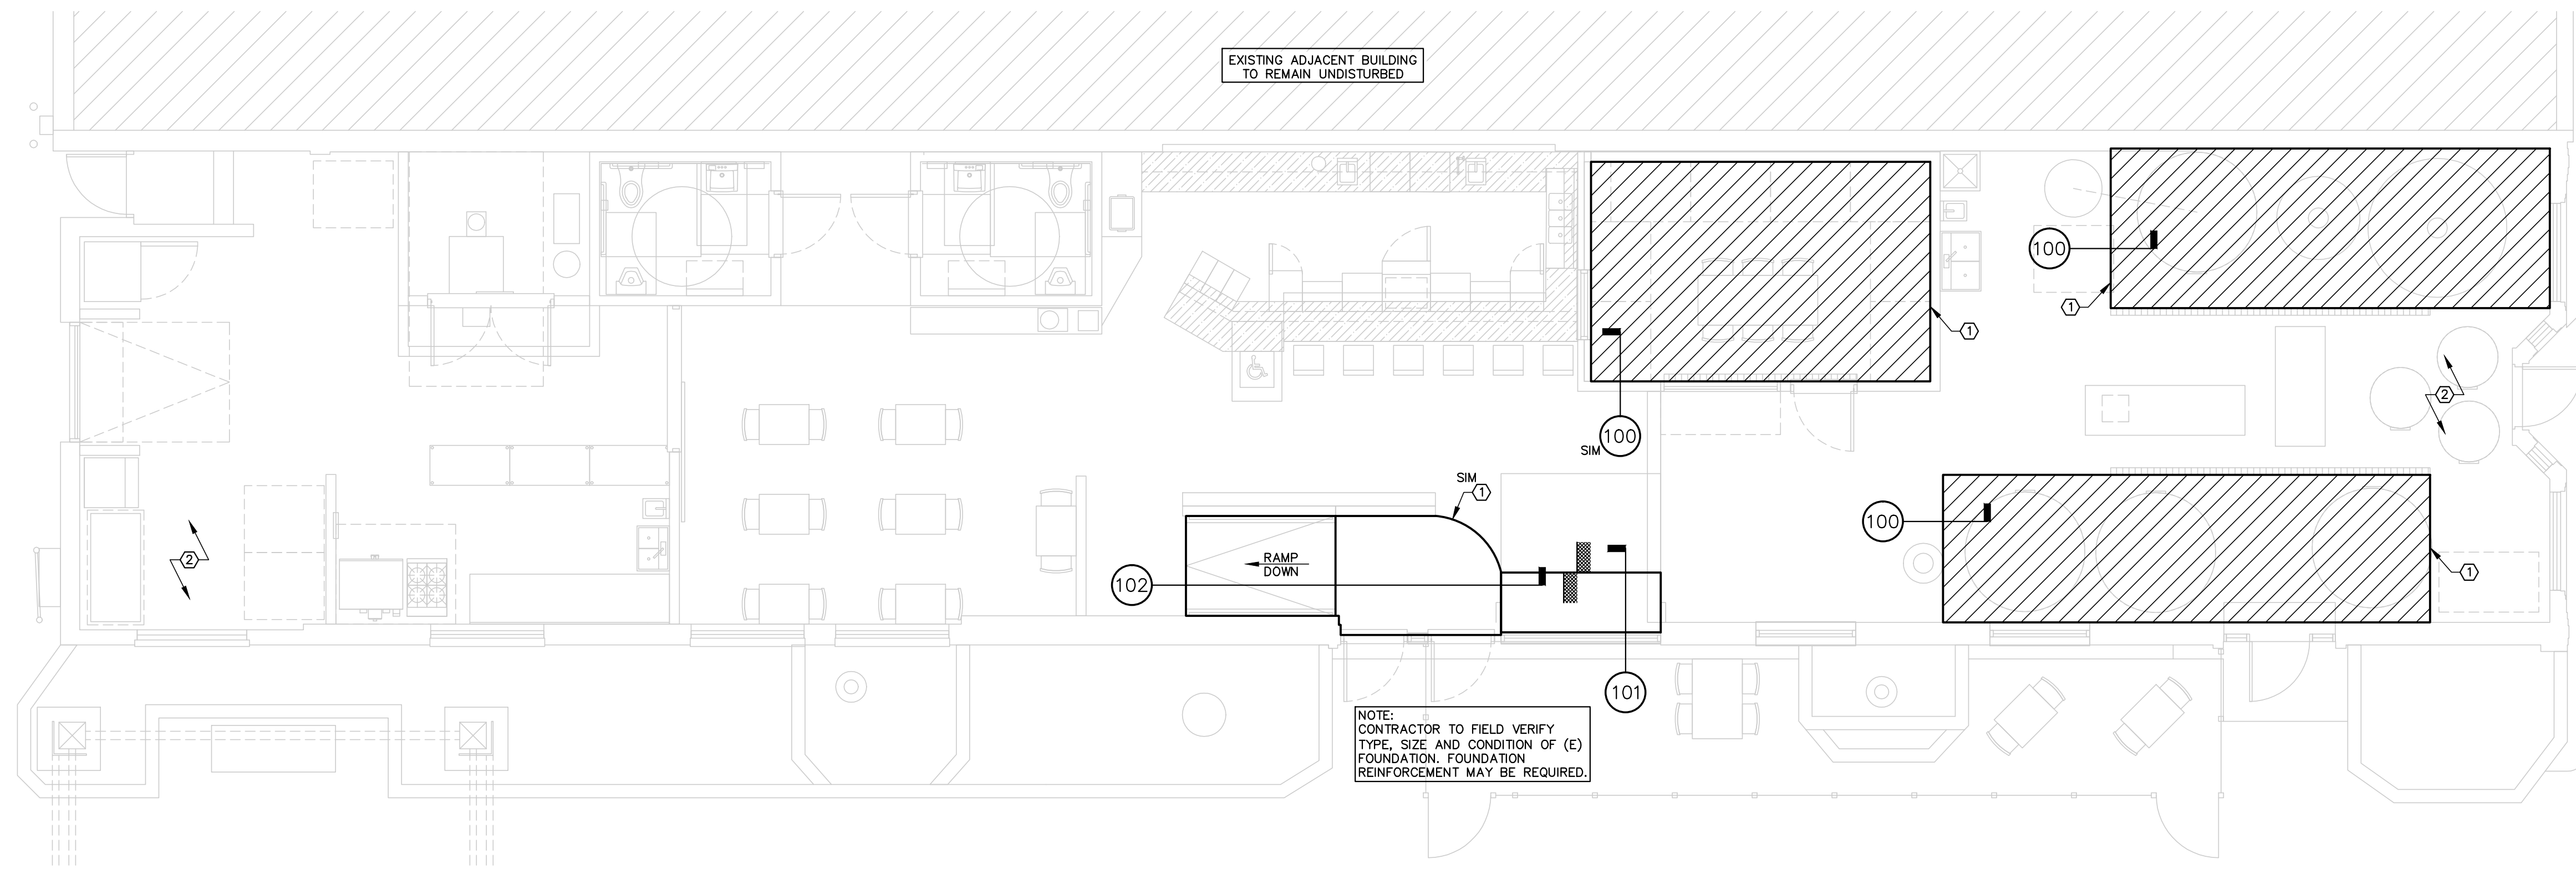 EXISTING ADJACENT BUILDING
TO REMAIN UNDISTURBED
100
1
1
2
100
SIM
SIM
1
100
2
RAMP
DOWN
102
1
101
NOTE:
CONTRACTOR TO FIELD VERIFY
TYPE, SIZE AND CONDITION OF (E)
FOUNDATION. FOUNDATION
REINFORCEMENT MAY BE REQUIRED.